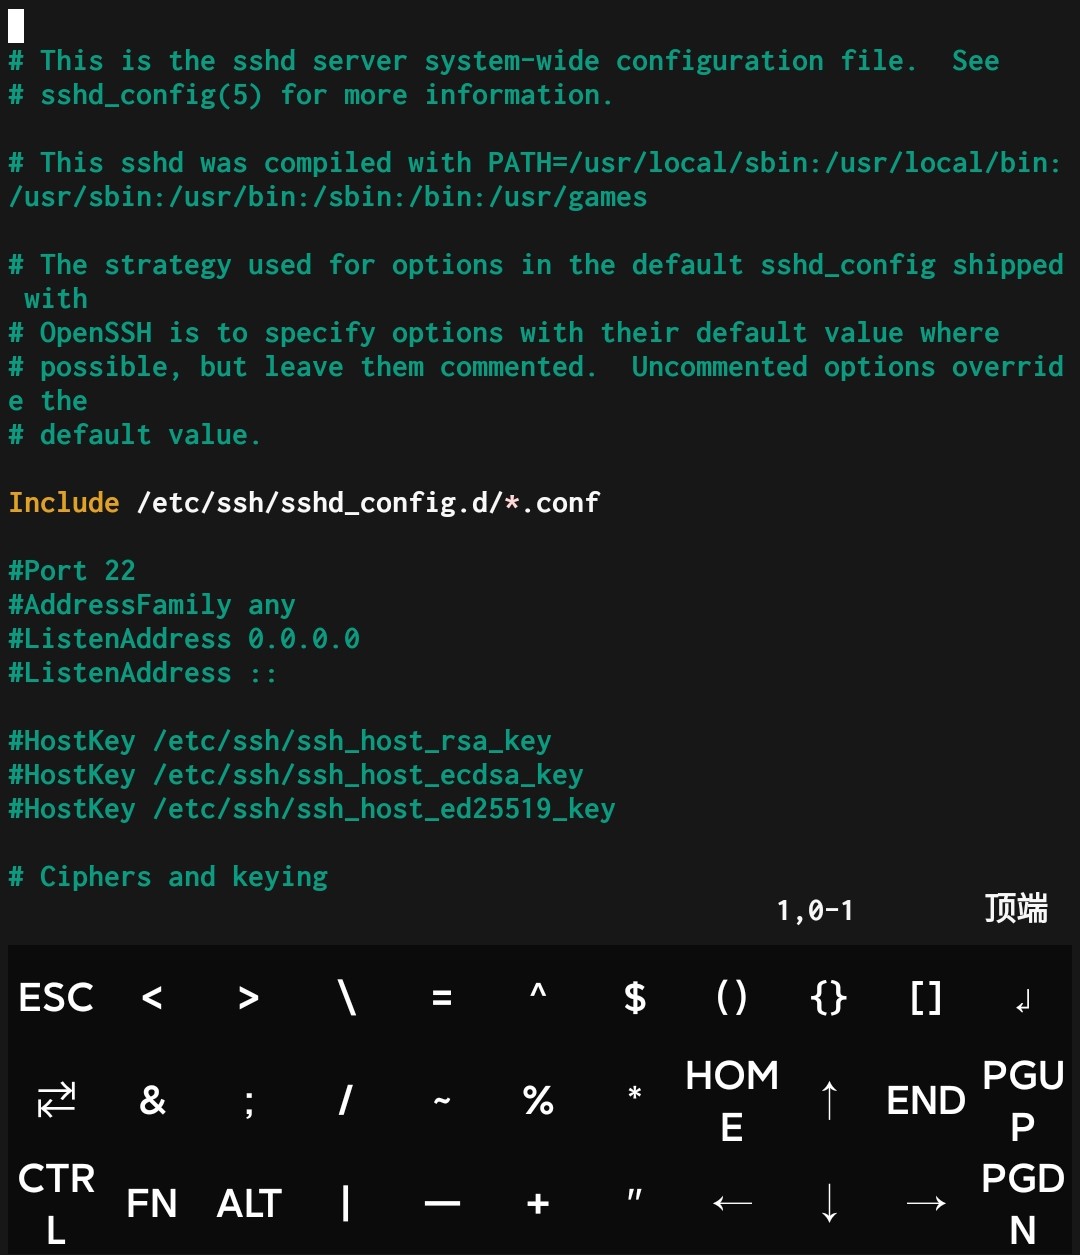 # This is the sshd server system-wide configuration file.  See
# sshd_config(5) for more information.
# This sshd was compiled with PATH=/usr/local/sbin:/usr/local/bin:
/usr/sbin:/usr/bin:/sbin:/bin:/usr/games
# The strategy used for options in the default sshd_config shipped
 with
# OpenSSH is to specify options with their default value where
# possible, but leave them commented.  Uncommented options overrid
e the
# default value.
Include /etc/ssh/sshd_config.d/*.conf
#Port 22
#AddressFamily any
#ListenAddress 0.0.0.0
#ListenAddress ::
#HostKey /etc/ssh/ssh_host_rsa_key
#HostKey /etc/ssh/ssh_host_ecdsa_key
#HostKey /etc/ssh/ssh_host_ed25519_key
# Ciphers and keying
1,0-1 顶端
ESC < > \ = ^ $ () {} [] ↲
⇄ & ; / ~ % * HOM ↑ END PGU
E P
CTR FN ALT | — + " ← ↓ → PGD
L N